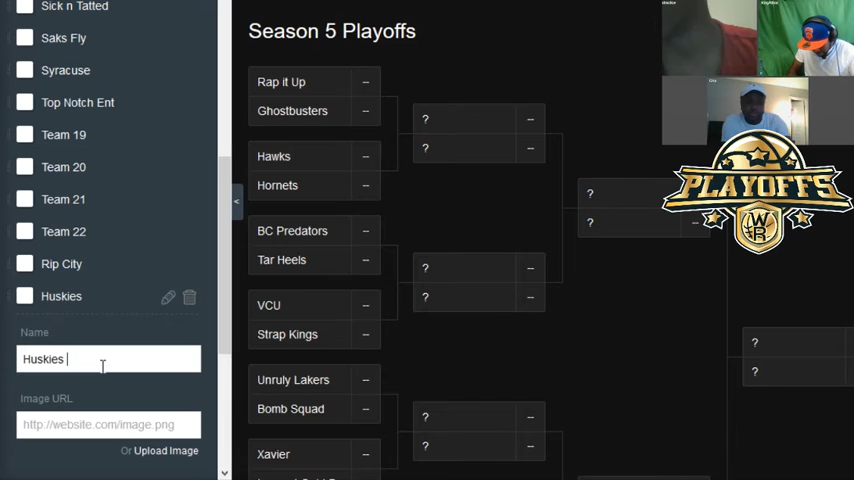 Sick n Tatted
Saks Fly
Syracuse
Top Notch Ent
Team 19
Team 20
Team 21
Team 22
Rip City
Huskies
Name
Huskies
Image URL
http://website.com/image.png
Or Upload Image
<
Season 5 Playoffs
Rap it Up --
Ghostbusters --
? --
? --
Hawks --
Hornets --
? 
? --
BC Predators --
Tar Heels --
? --
? --
VCU --
Strap Kings --
?
?
Unruly Lakers --
Bomb Squad --
? --
? --
Xavier --
PLAYOFFS
WR